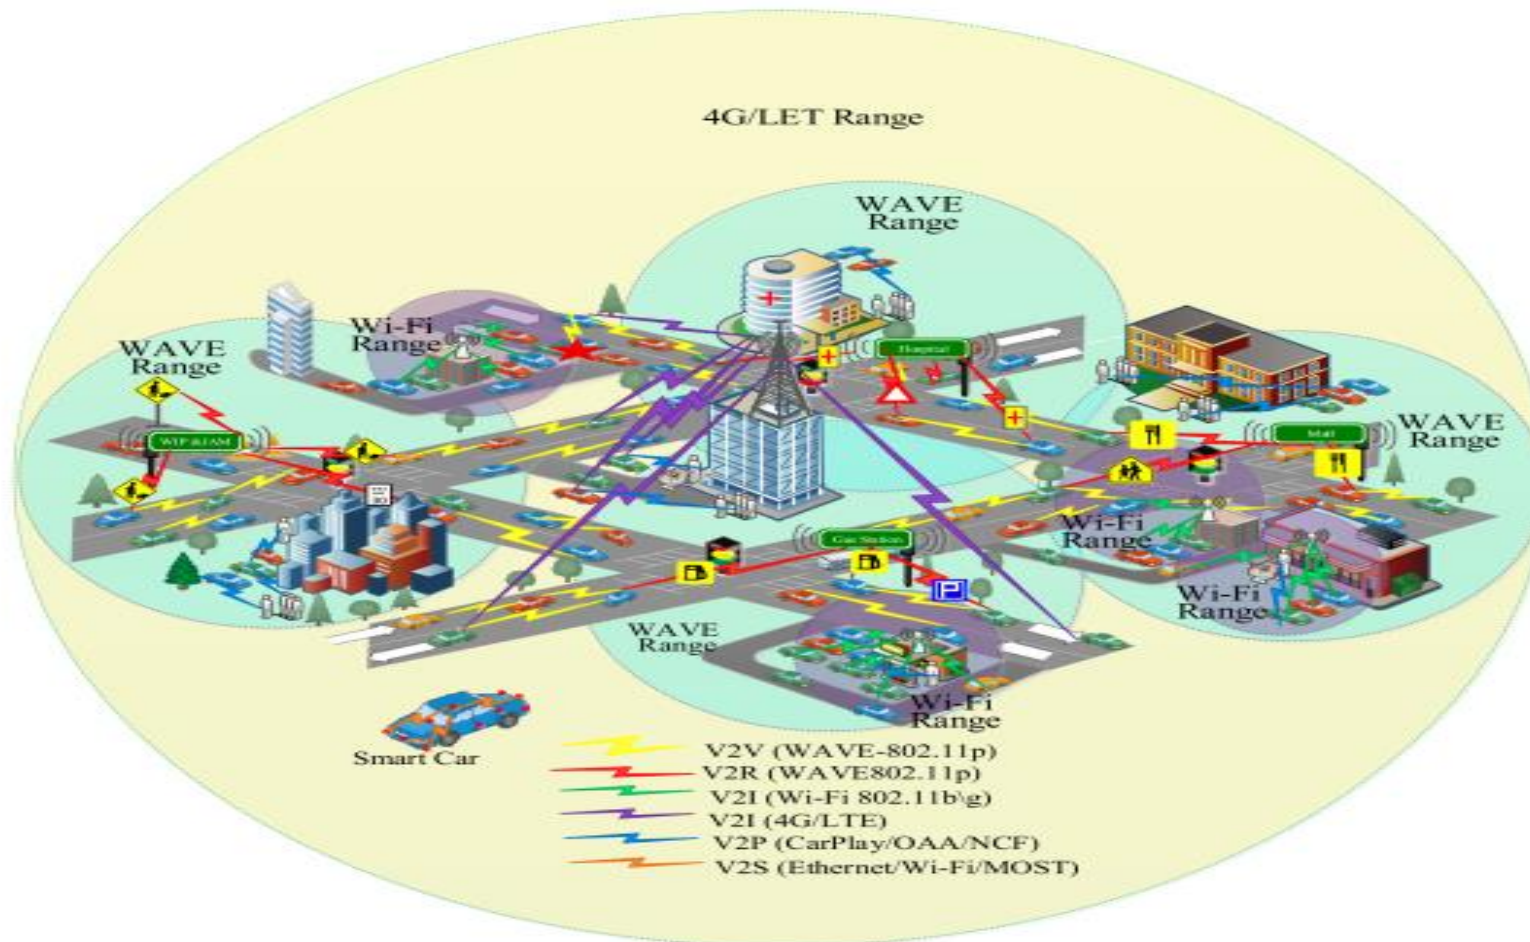 4G/LET Range
WAVE
Range
Wi-Fi
Range
WAVE
Range
Hospital
WIP &JAM
Mall
WAVE
Range
Wi-Fi
Range
Gas Station
P
Wi-Fi
Range
WAVE
Range
Wi-Fi
Range
Smart Car
V2V (WAVE-802.11p)
V2R (WAVE802.11p)
V2I (Wi-Fi 802.11b\g)
V2I (4G/LTE)
V2P (CarPlay/OAA/NCF)
V2S (Ethernet/Wi-Fi/MOST)